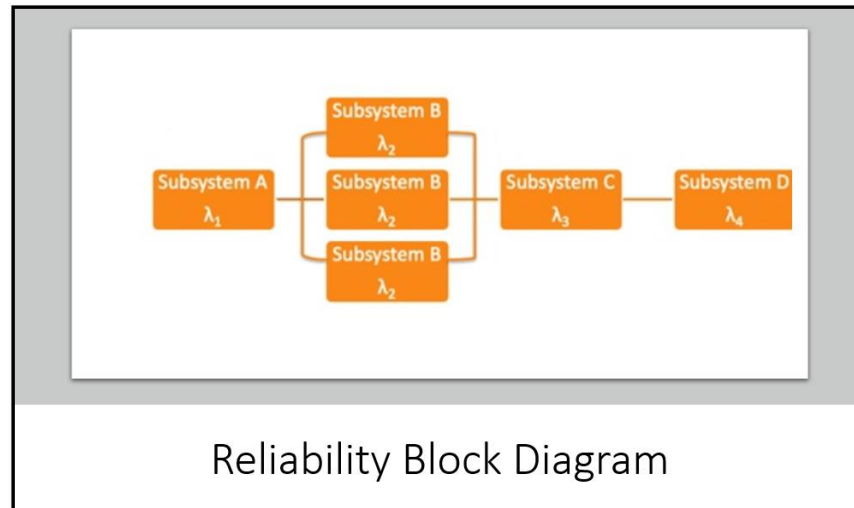 Subsystem A
λ₁
Subsystem B
λ₂
Subsystem B
λ₂
Subsystem B
λ₂
Subsystem C
λ₃
Subsystem D
λ₄
Reliability Block Diagram